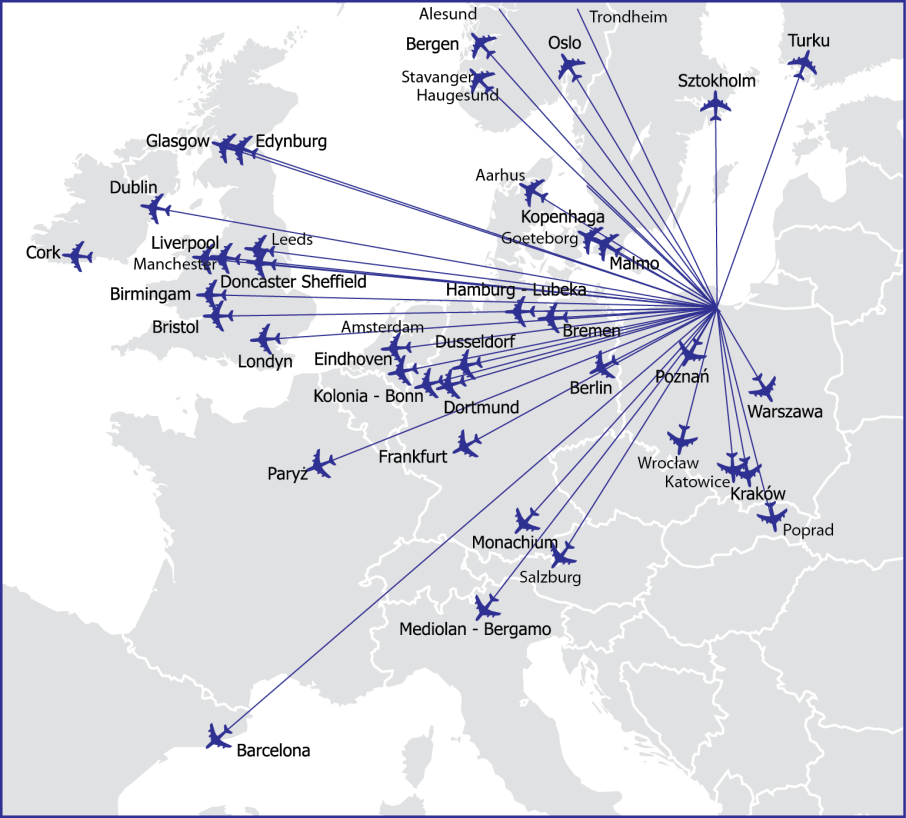 Alesund
Trondheim
Bergen
Oslo
Turku
Stavanger
Haugesund
Sztokholm
Glasgow
Edynburg
Aarhus
Dublin
Kopenhaga
Goeteborg
Malmo
Cork
Liverpool
Leeds
Manchester
Doncaster Sheffield
Birmingam
Hamburg - Lubeka
Bristol
Amsterdam
Bremen
Londyn
Eindhoven
Dusseldorf
Kolonia - Bonn
Dortmund
Berlin
Poznań
Warszawa
Paryż
Frankfurt
Wrocław
Katowice
Kraków
Poprad
Monachium
Salzburg
Mediolan - Bergamo
Barcelona